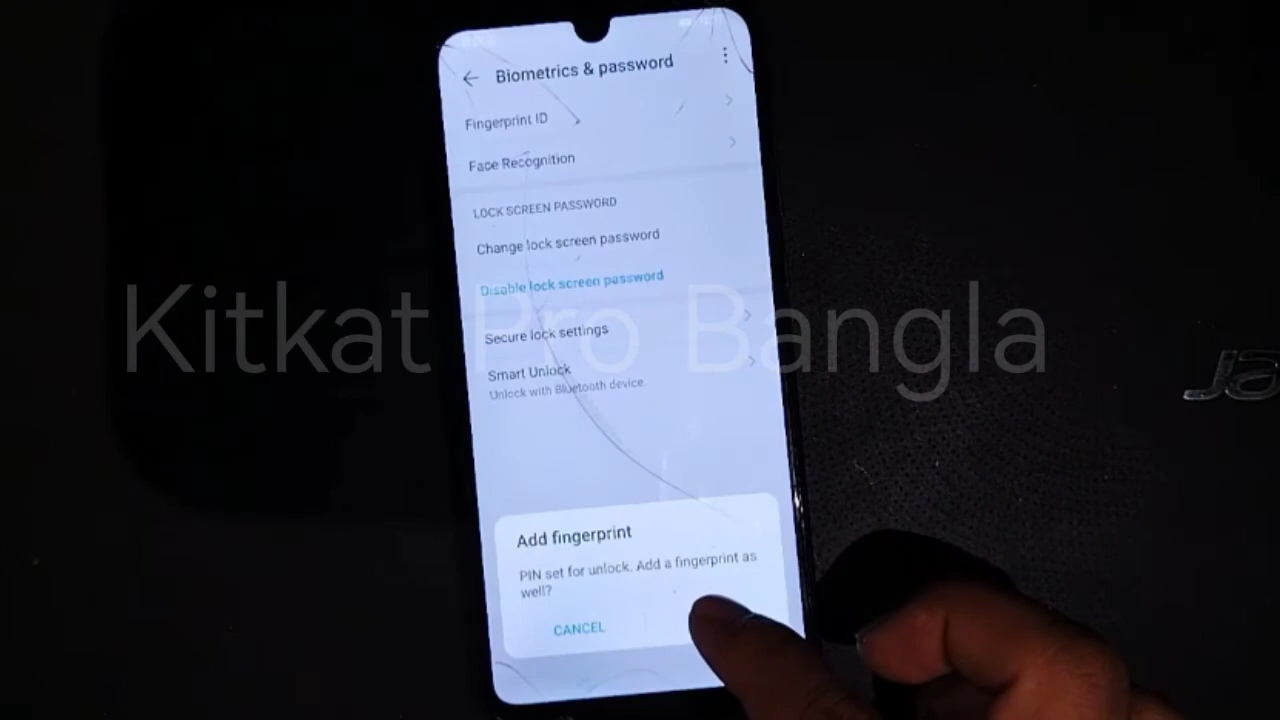 Biometrics & password
Fingerprint ID
Face Recognition
LOCK SCREEN PASSWORD
Change lock screen password
Disable lock screen password
Kitkat Pro Bangla
Secure lock settings
Smart Unlock
Unlock with Bluetooth device.
Add fingerprint
PIN set for unlock. Add a fingerprint as
well?
CANCEL